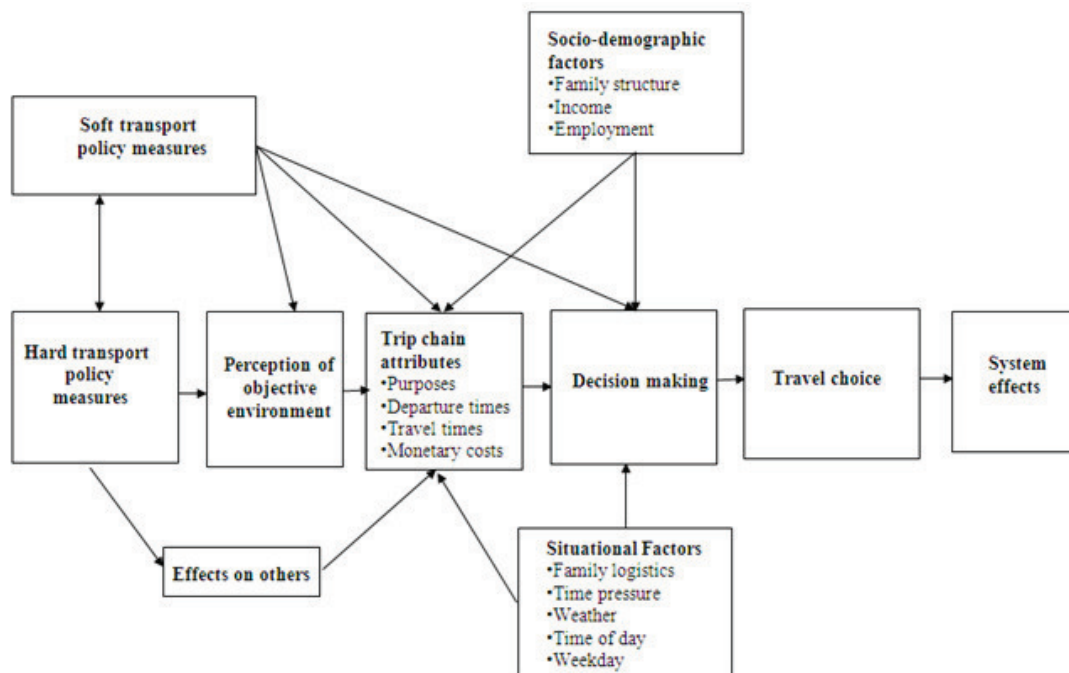 Socio-demographic
factors
•Family structure
•Income
•Employment
Soft transport
policy measures
Hard transport
policy
measures
Perception of
objective
environment
Trip chain
attributes
•Purposes
•Departure times
•Travel times
•Monetary costs
Decision making
Travel choice
System
effects
Effects on others
Situational Factors
•Family logistics
•Time pressure
•Weather
•Time of day
•Weekday